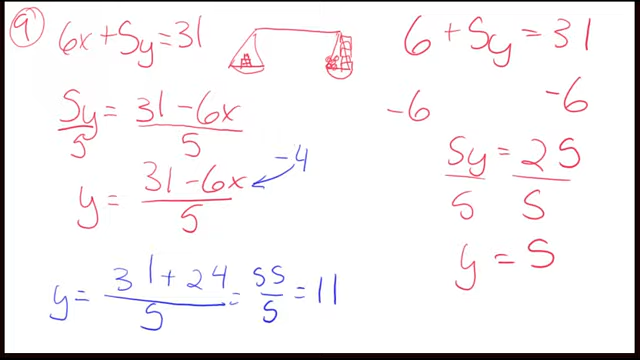 9
6x+5y=31
5y = 31-6x
5 5
y = 31-6x
5
-4
y = 31+24 = 55 = 11
5 5
6 + 5y = 31
-6 -6
5y = 25
5 5
y = 5